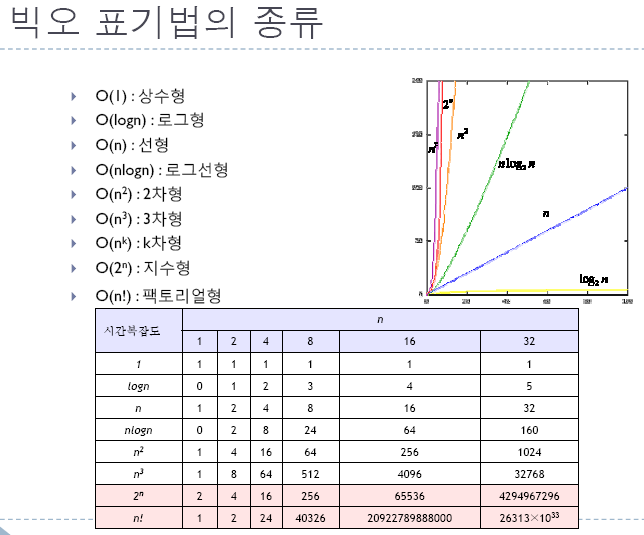 빅오 표기법의 종류
O(1) : 상수형
O(logn) : 로그형
O(n) : 선형
O(nlogn) : 로그선형
O(n²) : 2차형
O(n³) : 3차형
O(nᵏ) : k차형
O(2ⁿ) : 지수형
O(n!) : 팩토리얼형
2ⁿ
n²
n log₂ n
n
log₂ n
시간복잡도 n
1 2 4 8 16 32
1 1 1 1 1 1 1
logn 0 1 2 3 4 5
n 1 2 4 8 16 32
nlogn 0 2 8 24 64 160
n² 1 4 16 64 256 1024
n³ 1 8 64 512 4096 32768
2ⁿ 2 4 16 256 65536 4294967296
n! 1 2 24 40326 20922789888000 26313×10³³